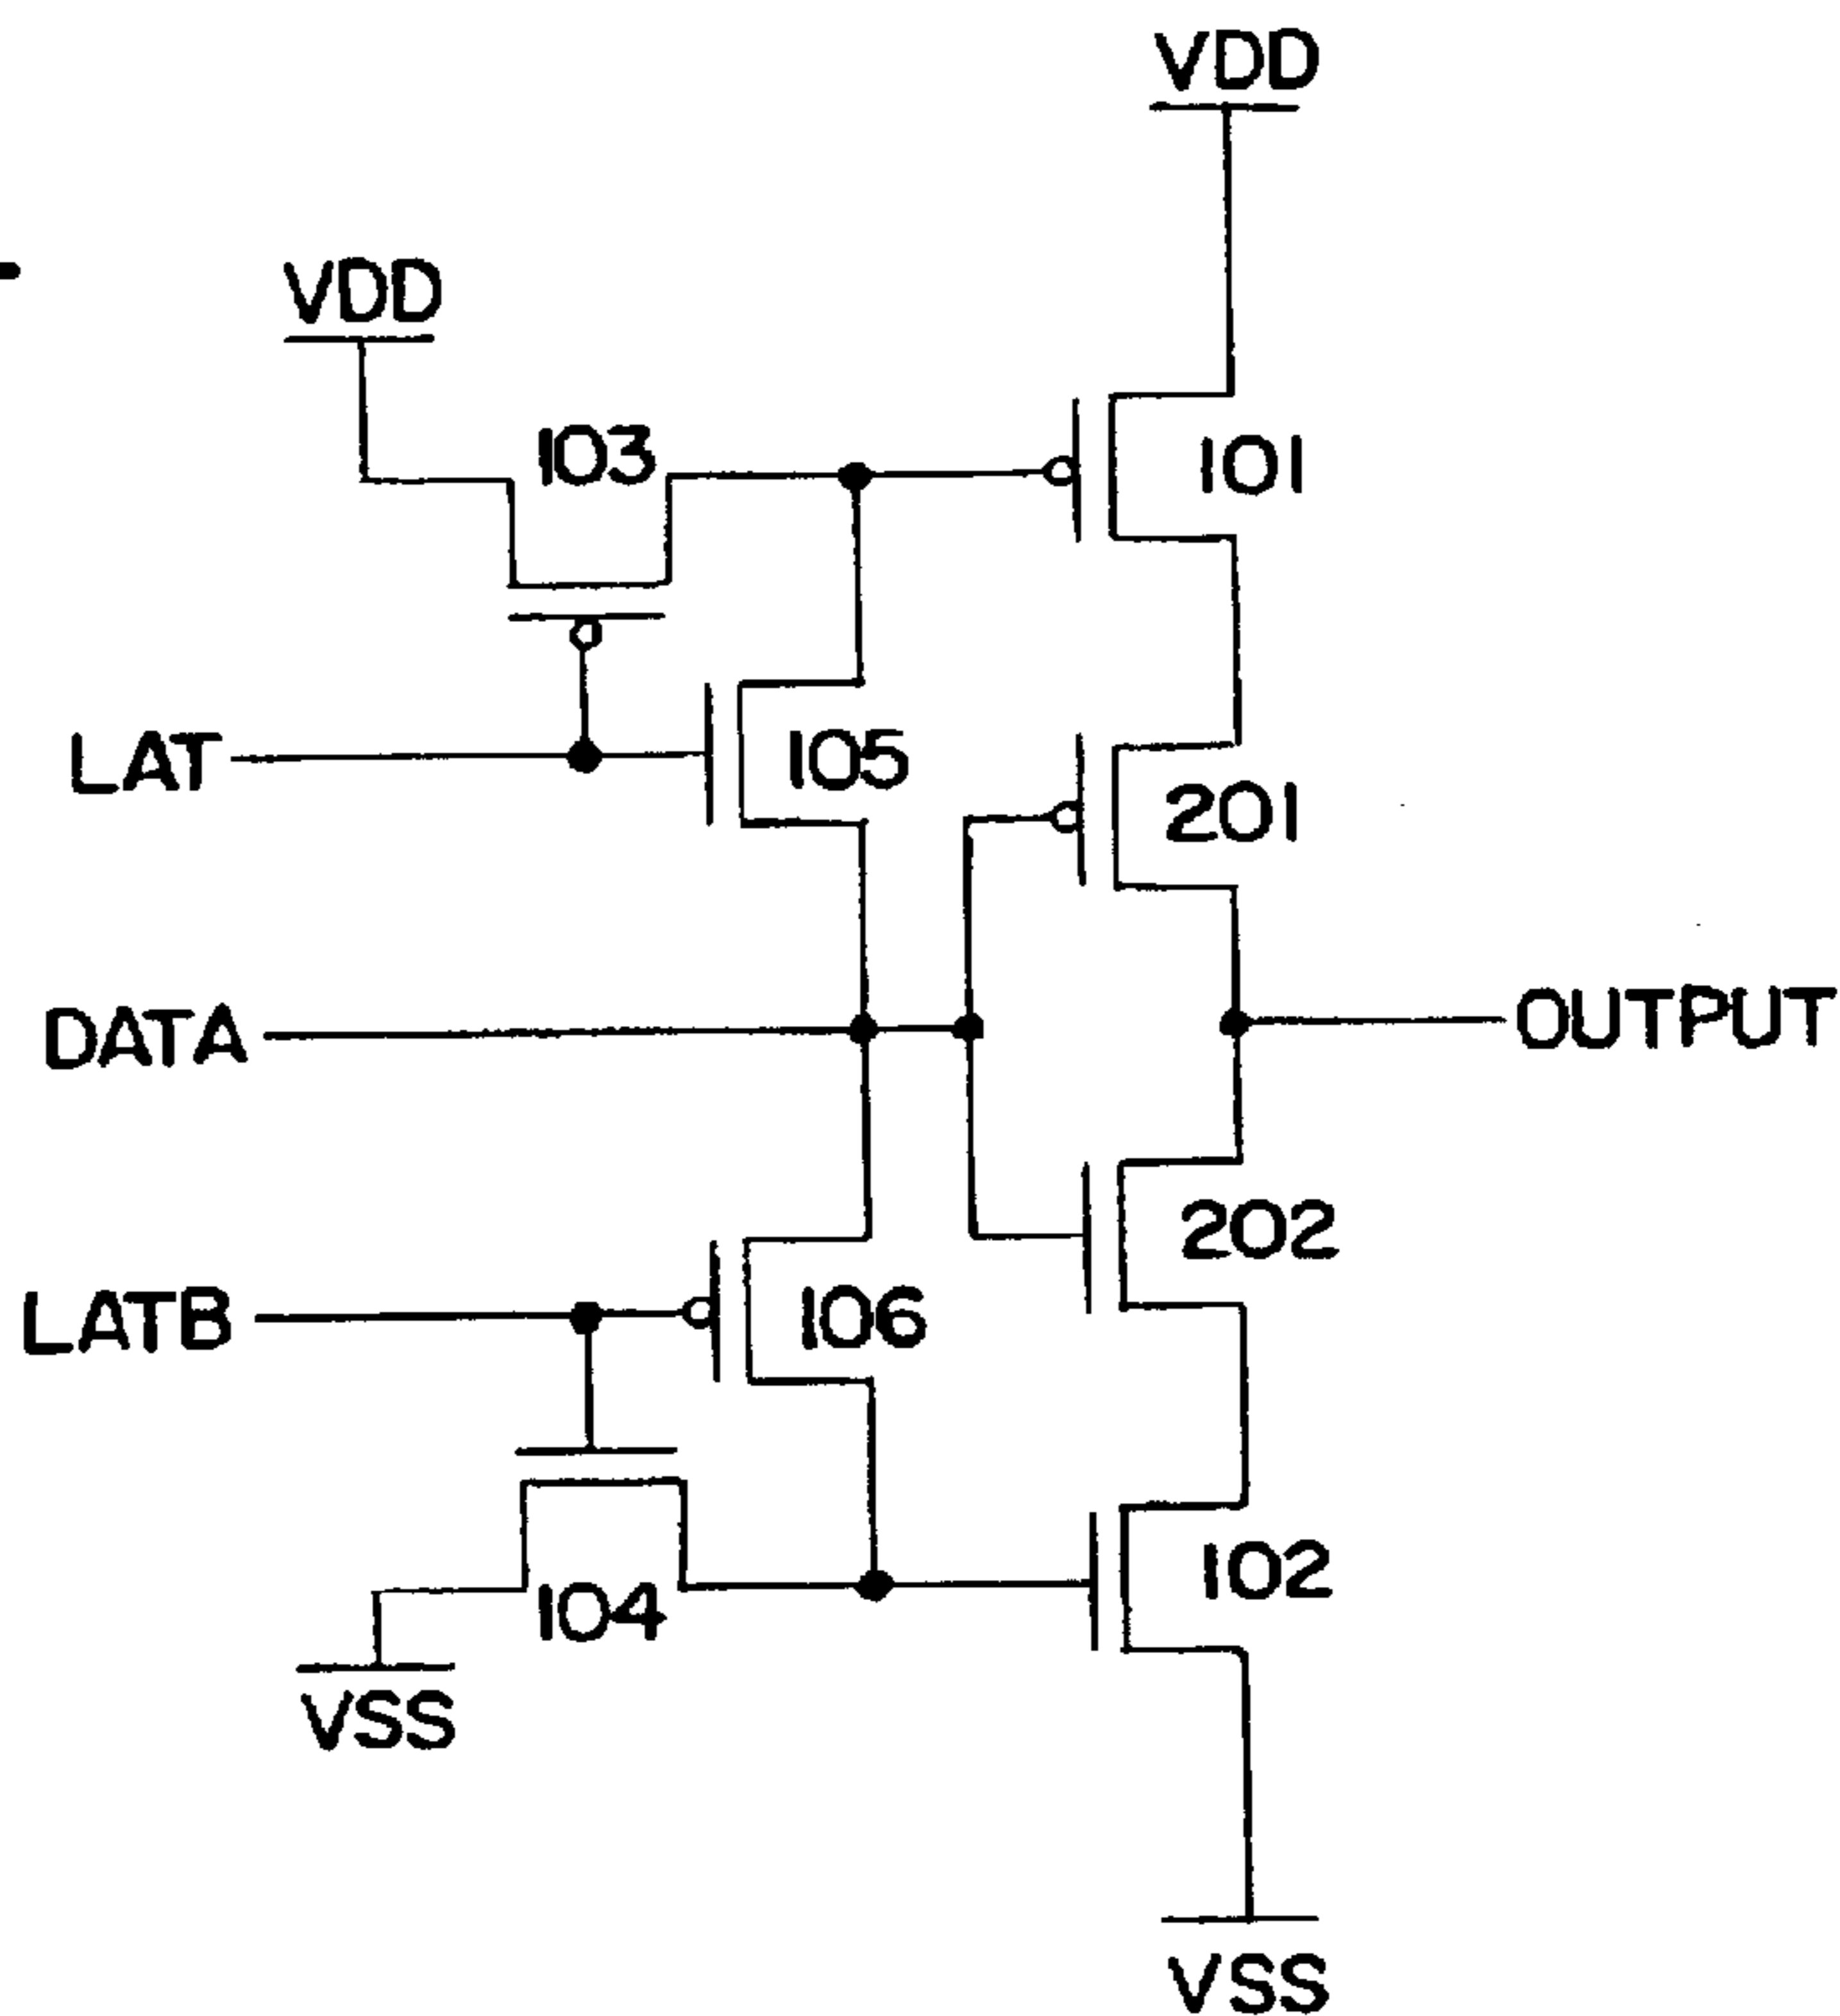 VDD
VDD
103
101
LAT
105
201
DATA
OUTPUT
202
LATB
106
102
104
VSS
VSS